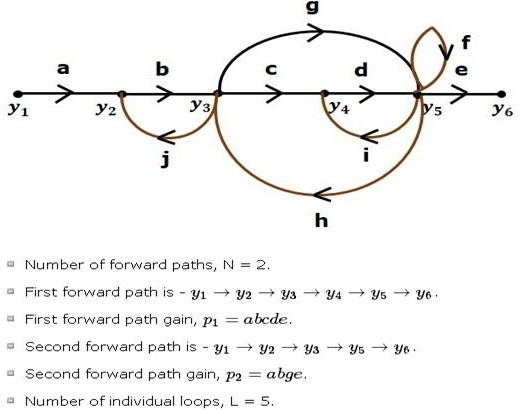 g
f
a b c d e
y₁ y₂ y₃ y₄ y₅ y₆
j i
h
Number of forward paths, N = 2.
First forward path is - y₁ → y₂ → y₃ → y₄ → y₅ → y₆.
First forward path gain, p₁ = abcde.
Second forward path is - y₁ → y₂ → y₃ → y₅ → y₆.
Second forward path gain, p₂ = abge.
Number of individual loops, L = 5.